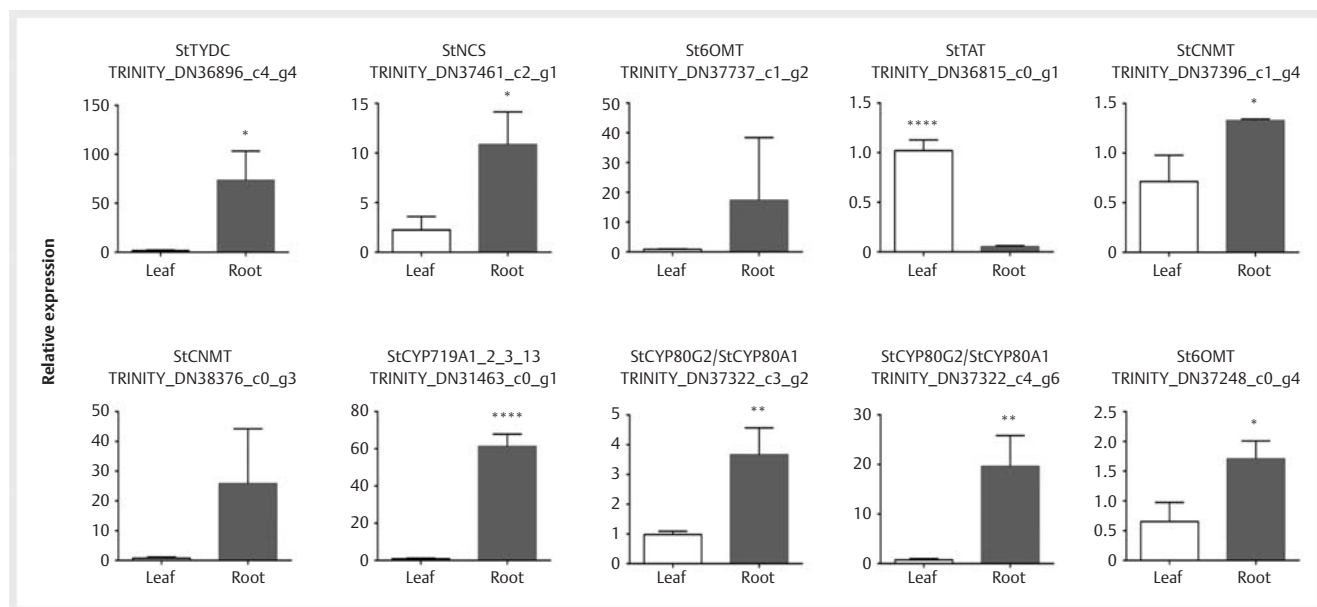 StTYDC
TRINITY_DN36896_c4_g4
150
100
50
0
*
Leaf
Root
StNCS
TRINITY_DN37461_c2_g1
15
10
5
0
*
Leaf
Root
St6OMT
TRINITY_DN37737_c1_g2
50
40
30
20
10
0
Leaf
Root
StTAT
TRINITY_DN36815_c0_g1
1.5
1.0
0.5
0
****
Leaf
Root
StCNMT
TRINITY_DN37396_c1_g4
1.5
1.0
0.5
0
*
Leaf
Root
Relative expression
StCNMT
TRINITY_DN38376_c0_g3
50
40
30
20
10
0
Leaf
Root
StCYP719A1_2_3_13
TRINITY_DN31463_c0_g1
80
60
40
20
0
****
Leaf
Root
StCYP80G2/StCYP80A1
TRINITY_DN37322_c3_g2
5
4
3
2
1
0
**
Leaf
Root
StCYP80G2/StCYP80A1
TRINITY_DN37322_c4_g6
30
20
10
0
**
Leaf
Root
St6OMT
TRINITY_DN37248_c0_g4
2.5
2.0
1.5
1.0
0.5
0
*
Leaf
Root